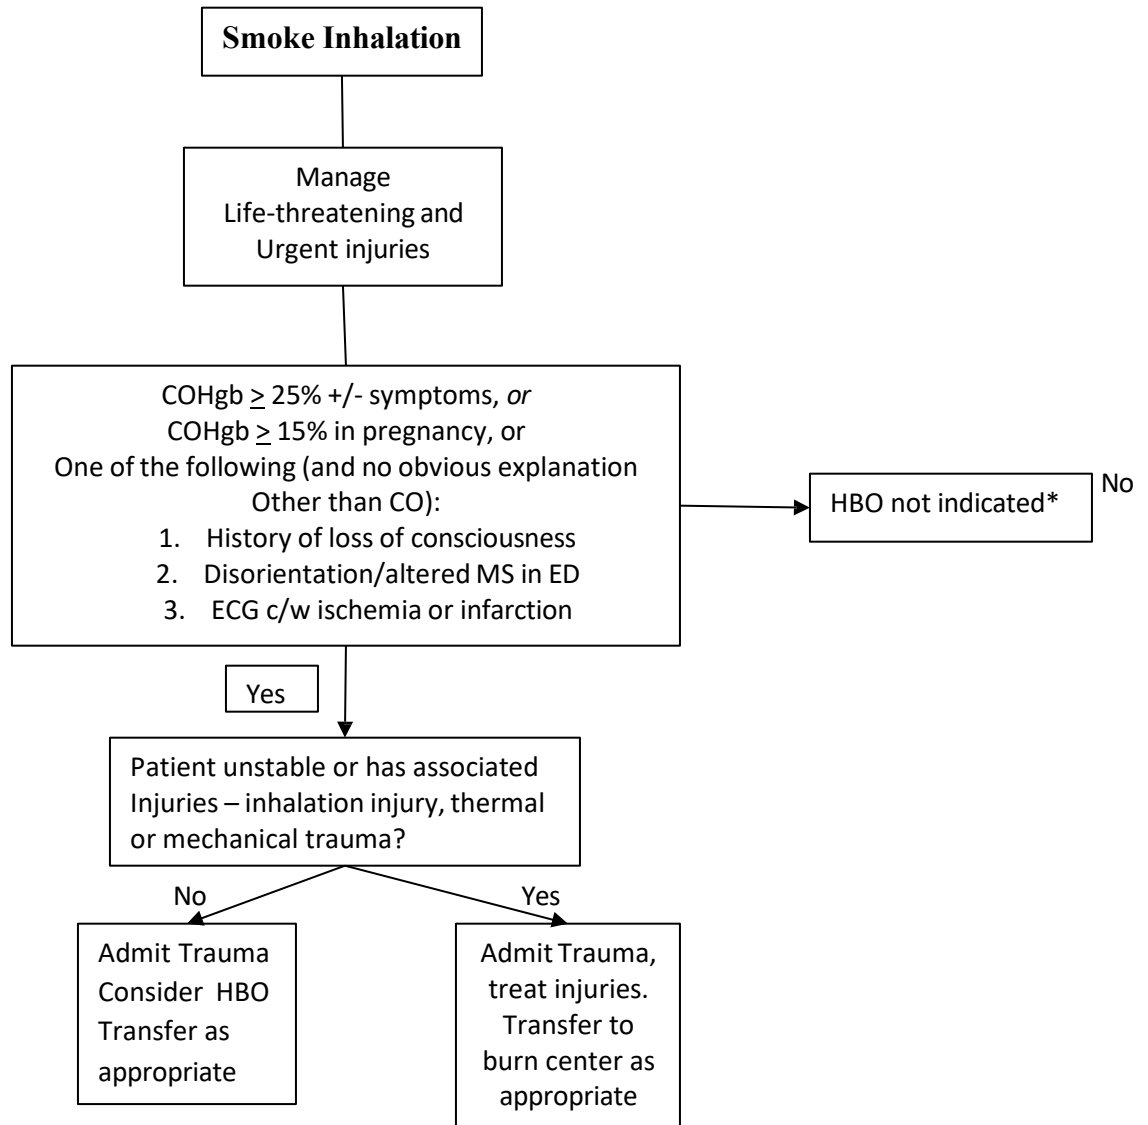 Smoke Inhalation
Manage
Life-threatening and
Urgent injuries
COHgb ≥ 25% +/- symptoms, or
COHgb ≥ 15% in pregnancy, or
One of the following (and no obvious explanation
Other than CO):
1. History of loss of consciousness
2. Disorientation/altered MS in ED
3. ECG c/w ischemia or infarction
HBO not indicated*
No
Yes
Patient unstable or has associated
Injuries – inhalation injury, thermal
or mechanical trauma?
No
Yes
Admit Trauma
Consider HBO
Transfer as
appropriate
Admit Trauma,
treat injuries.
Transfer to
burn center as
appropriate